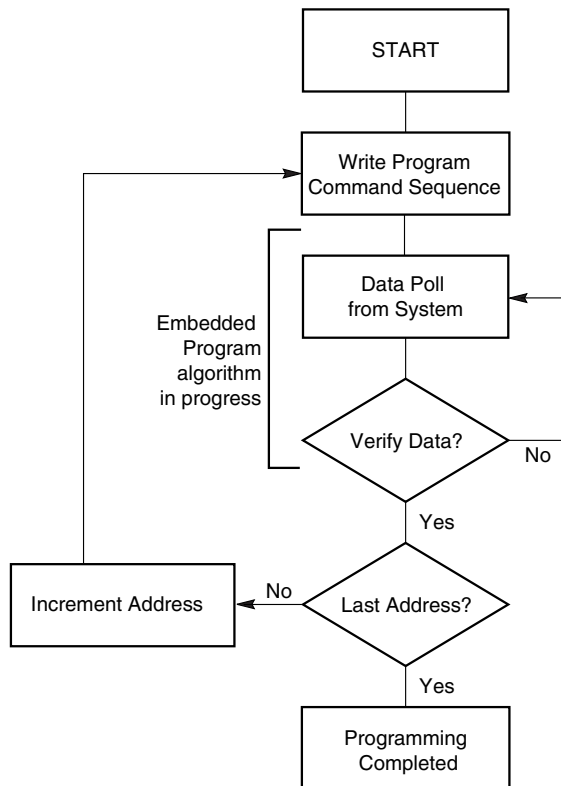 START
Write Program
Command Sequence
Data Poll
from System
Embedded
Program
algorithm
in progress
Verify Data?
No
Yes
No
Increment Address
Last Address?
Yes
Programming
Completed